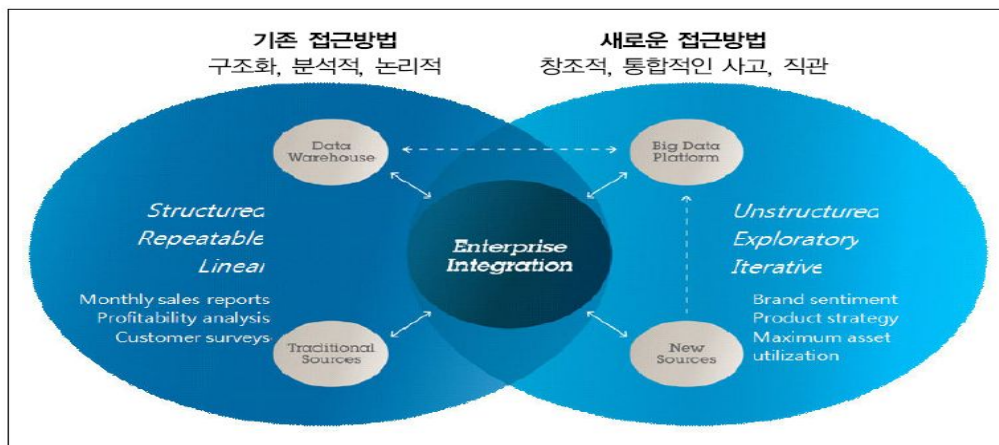 기존 접근방법
구조화, 분석적, 논리적
새로운 접근방법
창조적, 통합적인 사고, 직관
Data
Warehouse
Big Data
Platform
Structured
Repeatable
Linear
Enterprise
Integration
Unstructured
Exploratory
Iterative
Monthly sales reports
Profitability analysis
Customer surveys
Brand sentiment
Product strategy
Maximum asset
utilization
Traditional
Sources
New
Sources